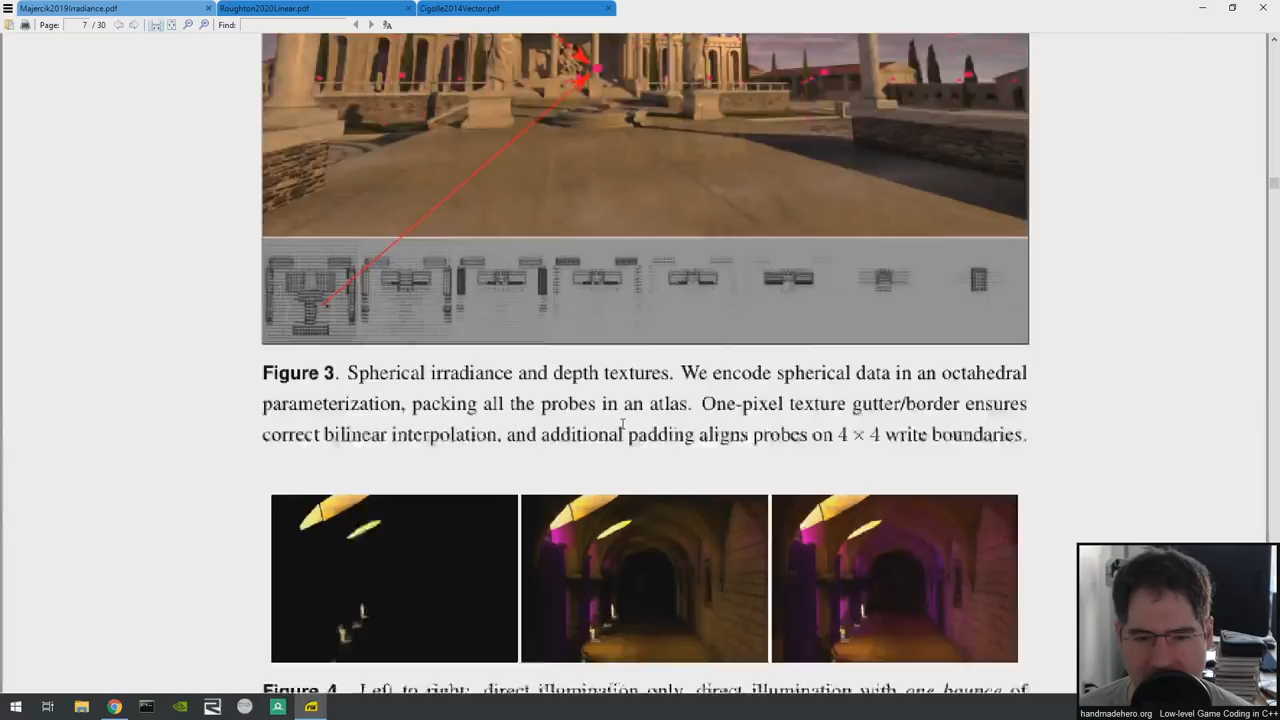 Majercik2019Irradiance.pdf
Roughton2020Linear.pdf
Cigolle2014Vector.pdf
Page: 7 / 30
Find:
Figure 3. Spherical irradiance and depth textures. We encode spherical data in an octahedral
parameterization, packing all the probes in an atlas. One-pixel texture gutter/border ensures
correct bilinear interpolation, and additional padding aligns probes on 4 × 4 write boundaries.
Figure 4. Left to right: direct illumination only, direct illumination with one bounce of
handmadehero.org Low-level Game Coding in C++